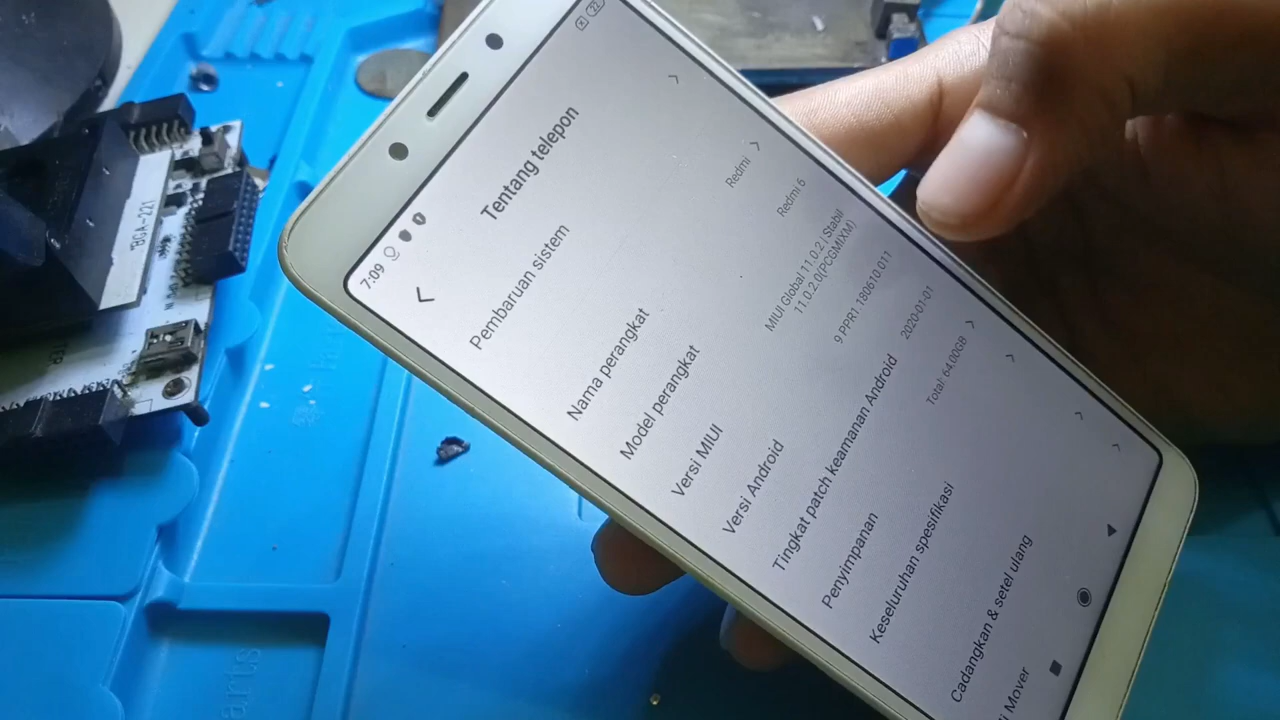 7:09
22
Tentang telepon
Pembaruan sistem
Nama perangkat
Redmi
Model perangkat
Redmi 6
Versi MIUI
MIUI Global 11.0.2 | Stabil
11.0.2.0(PCGMIXM)
Versi Android
9 PPR1.180610.011
Tingkat patch keamanan Android
2020-01-01
Penyimpanan
Total: 64,00GB
Keseluruhan spesifikasi
Cadangkan & setel ulang
Mover
BGA-221